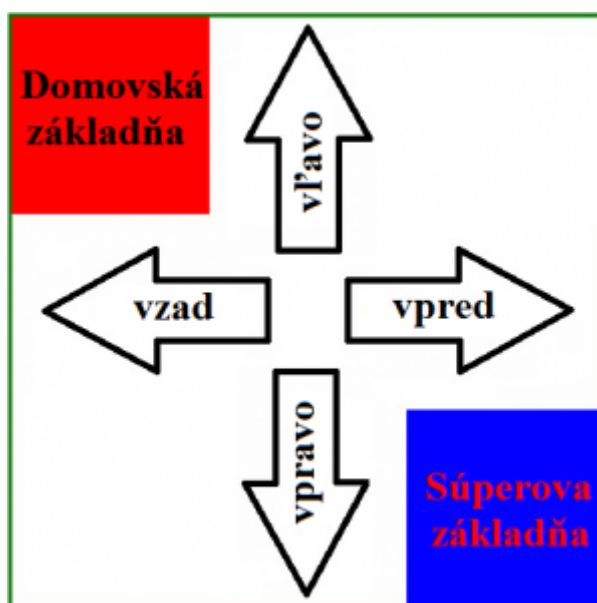 Domovská
základňa
vľavo
vzad
vpred
vpravo
Súperova
základňa